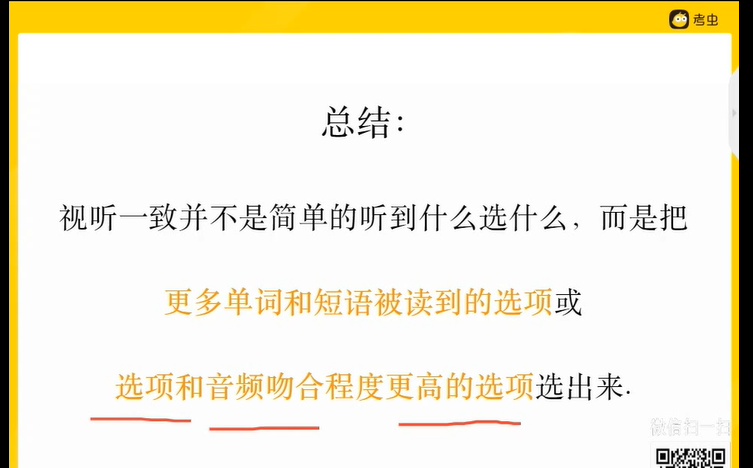 考虫
总结：
视听一致并不是简单的听到什么选什么，而是把
更多单词和短语被读到的选项或
选项和音频吻合程度更高的选项选出来.
微信扫一扫